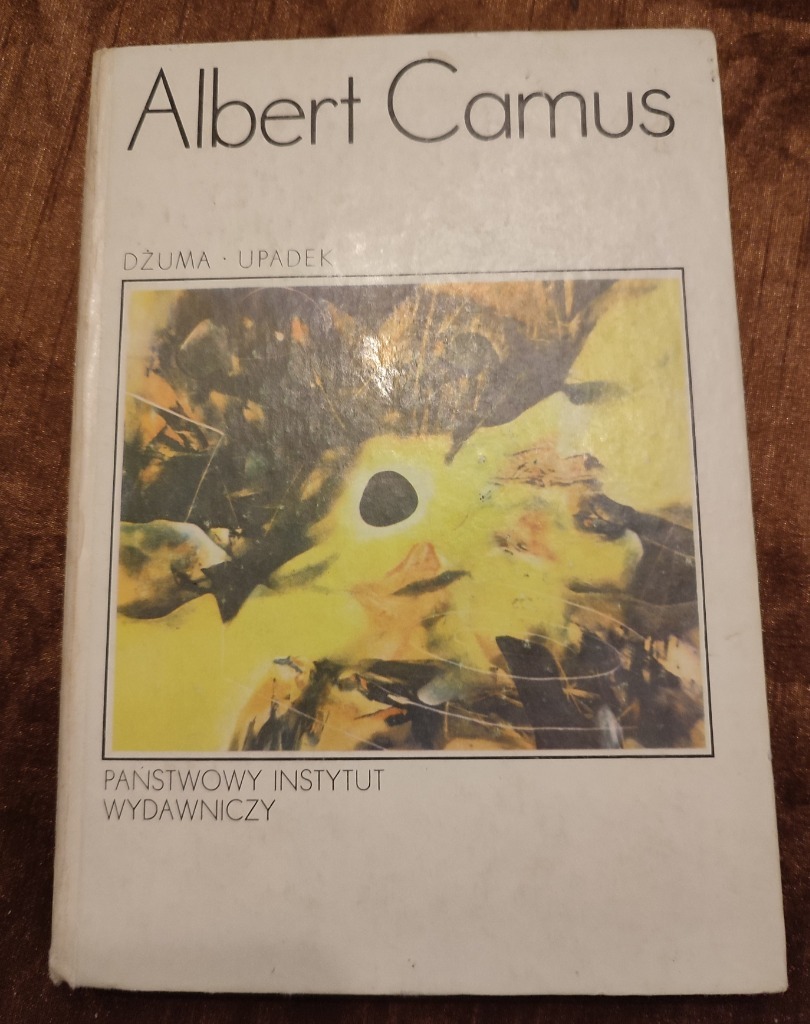 Albert Camus
DŻUMA · UPADEK
PAŃSTWOWY INSTYTUT
WYDAWNICZY